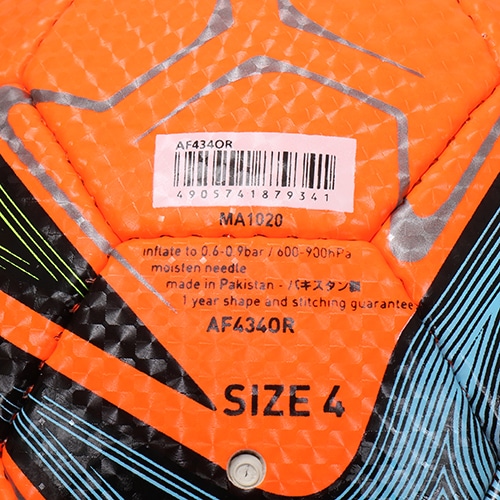 AF434OR
4905741879341
MA1020
inflate to 0.6-0.9bar / 600-900hPa
moisten needle
made in Pakistan - パキスタン製
1 year shape and stitching guarantee
AF434OR
SIZE 4